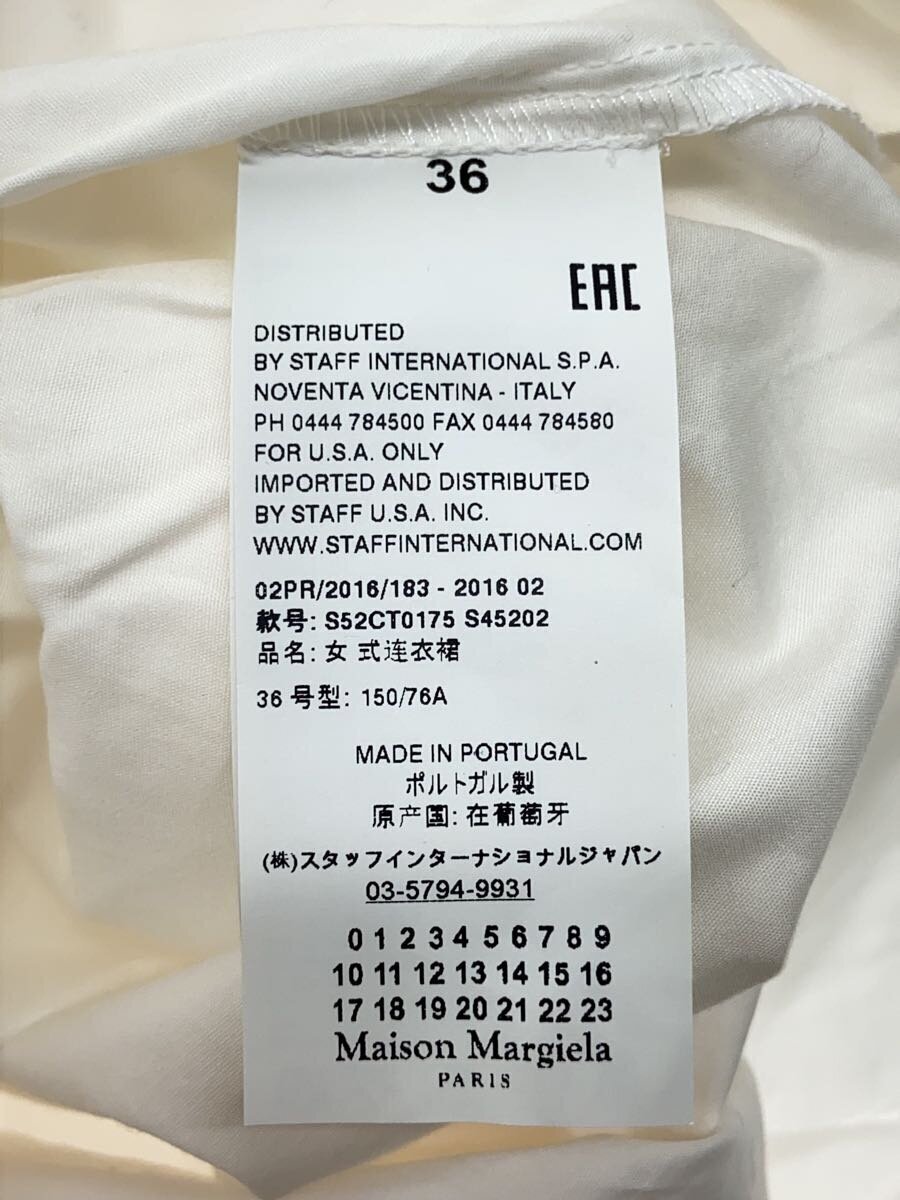 36
EAC
DISTRIBUTED
BY STAFF INTERNATIONAL S.P.A.
NOVENTA VICENTINA - ITALY
PH 0444 784500 FAX 0444 784580
FOR U.S.A. ONLY
IMPORTED AND DISTRIBUTED
BY STAFF U.S.A. INC.
WWW.STAFFINTERNATIONAL.COM
02PR/2016/183 - 2016 02
款号: S52CT0175 S45202
品名: 女 式连衣裙
36 号型: 150/76A
MADE IN PORTUGAL
ポルトガル製
原产国: 在葡萄牙
(株)スタッフインターナショナルジャパン
03-5794-9931
0 1 2 3 4 5 6 7 8 9
10 11 12 13 14 15 16
17 18 19 20 21 22 23
Maison Margiela
PARIS